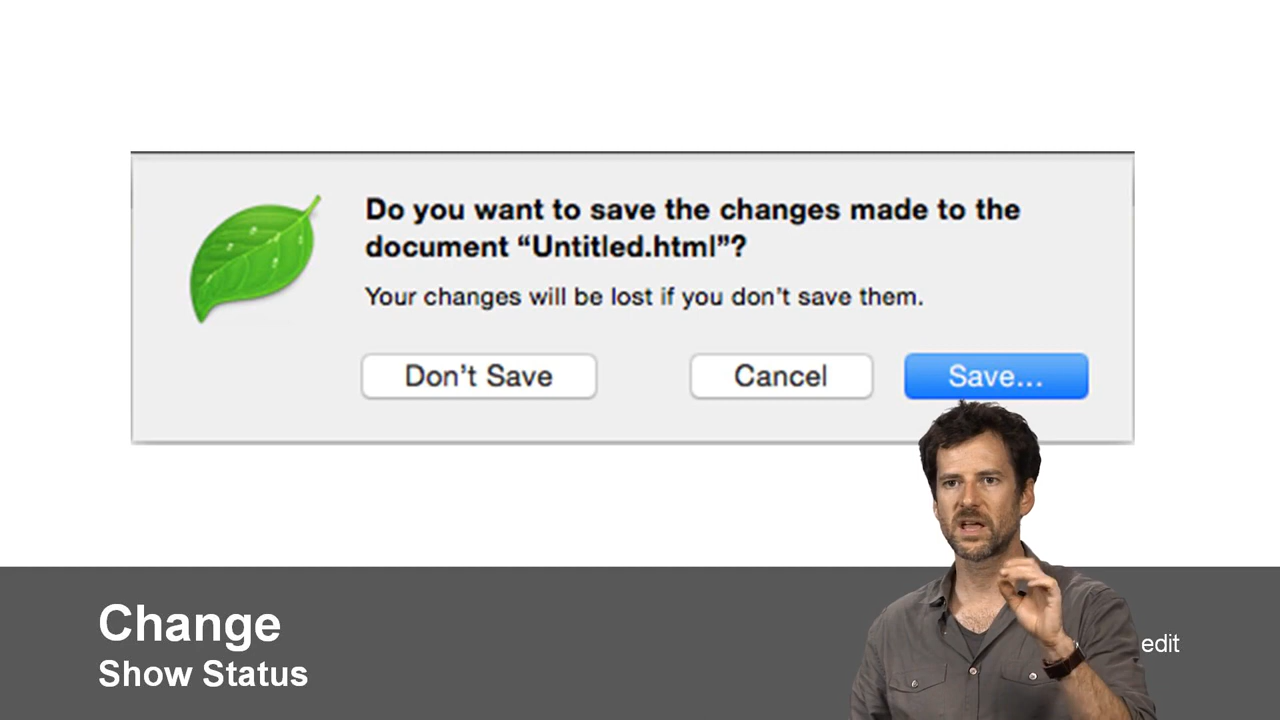 Do you want to save the changes made to the
document “Untitled.html”?
Your changes will be lost if you don’t save them.
Don’t Save
Cancel
Save...
Change
Show Status
edit